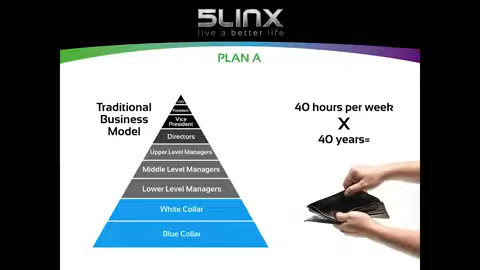 5LINX
live a better life
PLAN A
Traditional
Business
Model
President
Vice
President
Directors
Upper Level Managers
Middle Level Managers
Lower Level Managers
White Collar
Blue Collar
40 hours per week
X
40 years=